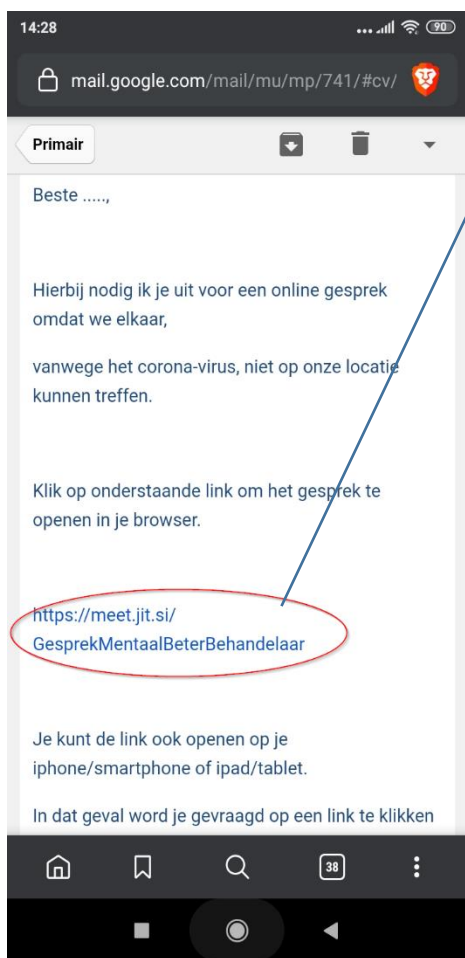 14:28
90
mail.google.com/mail/mu/mp/741/#cv/
Primair
Beste .....,
Hierbij nodig ik je uit voor een online gesprek
omdat we elkaar,
vanwege het corona-virus, niet op onze locatie
kunnen treffen.
Klik op onderstaande link om het gesprek te
openen in je browser.
https://meet.jit.si/
GesprekMentaalBeterBehandelaar
Je kunt de link ook openen op je
iphone/smartphone of ipad/tablet.
In dat geval word je gevraagd op een link te klikken
38